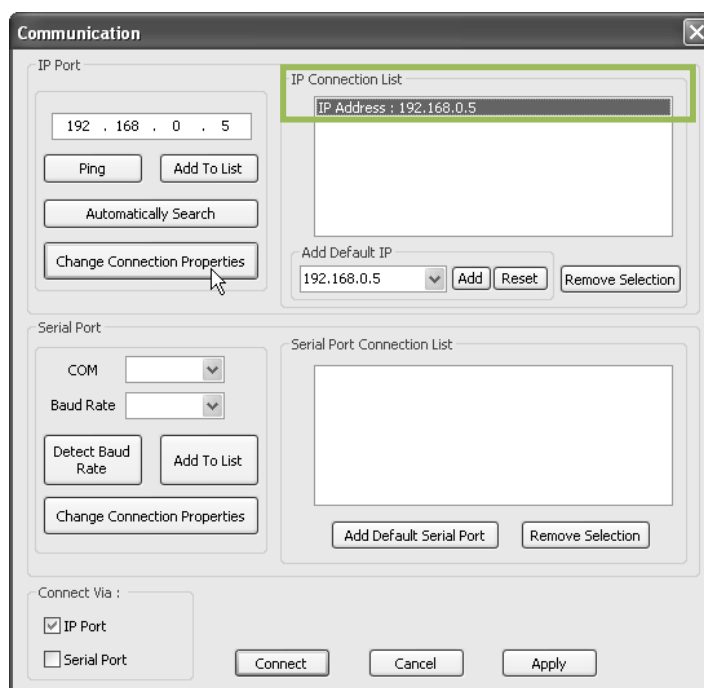 Communication
IP Port
192 . 168 . 0 . 5
Ping
Add To List
Automatically Search
Change Connection Properties
IP Connection List
IP Address : 192.168.0.5
Add Default IP
192.168.0.5
Add
Reset
Remove Selection
Serial Port
COM
Baud Rate
Detect Baud
Rate
Add To List
Change Connection Properties
Serial Port Connection List
Add Default Serial Port
Remove Selection
Connect Via :
IP Port
Serial Port
Connect
Cancel
Apply